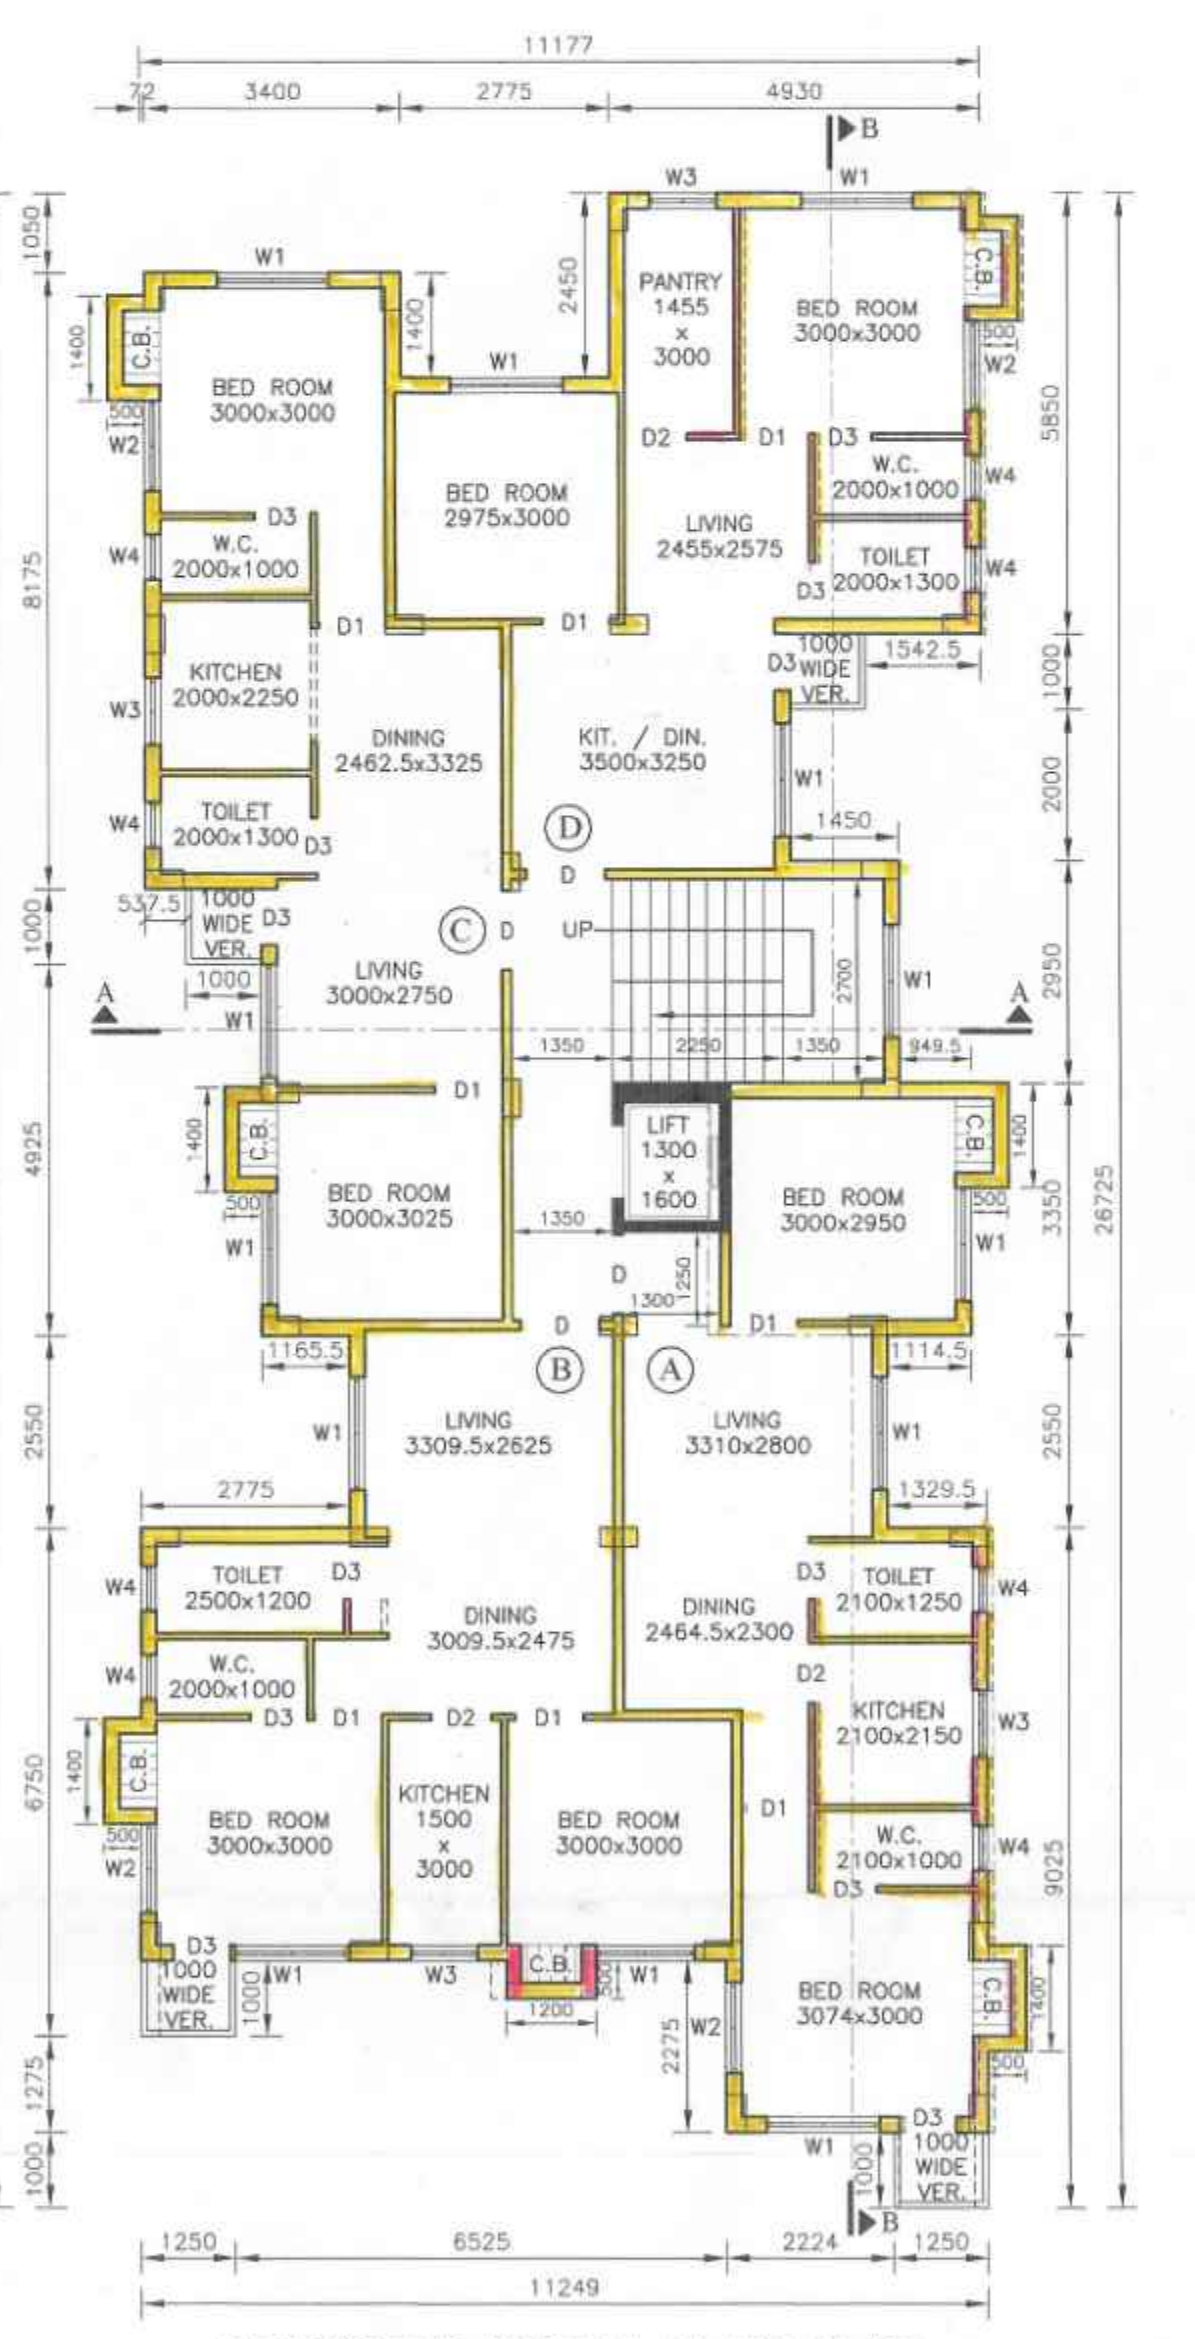 11177
72 3400 2775 4930
B
W3 W1
1050
W1
2450
PANTRY
1455
x
3000
BED ROOM
3000x3000
C.B.
500
W2
1400
C.B.
1400
W1
BED ROOM
3000x3000
500
W2
5850
D2 D1 D3
W.C.
2000x1000
W4
BED ROOM
2975x3000
LIVING
2455x2575
TOILET
2000x1300
W4
D3
D3
W.C.
2000x1000
W4
8175
D1 D1
1000
WIDE
VER.
D3
1542.5
1000
KITCHEN
2000x2250
W3
DINING
2462.5x3325
KIT. / DIN.
3500x3250
W1
2000
TOILET
2000x1300
W4
D3
D
1450
D
537.5
1000
WIDE
VER.
D3
1000
C D
UP
LIVING
3000x2750
1000
W1
2700
W1
2950
A A
1350 2250 1350 949.5
D1
1400
C.B.
LIFT
1300
x
1600
C.B.
1400
4925
BED ROOM
3000x3025
500
W1
1350
BED ROOM
3000x2950
500
W1
3350
26725
D
1250
1300
D
D1
1165.5
B A
1114.5
2550
W1
LIVING
3309.5x2625
LIVING
3310x2800
W1
2550
2775
1329.5
TOILET
2500x1200
D3
W4
D3
TOILET
2100x1250
W4
DINING
3009.5x2475
DINING
2464.5x2300
W4
W.C.
2000x1000
D2
KITCHEN
2100x2150
W3
D3 D1 D2 D1
1400
C.B.
6750
KITCHEN
1500
x
3000
BED ROOM
3000x3000
BED ROOM
3000x3000
D1
500
W2
W.C.
2100x1000
W4
D3
9025
D3
1000
WIDE
VER.
W1
1000
W3
C.B.
500
W1
1200
2275
W2
BED ROOM
3074x3000
C.B.
1400
500
1275
W1
D3
1000
WIDE
VER.
1000
1000
B
1250 6525 2224 1250
11249